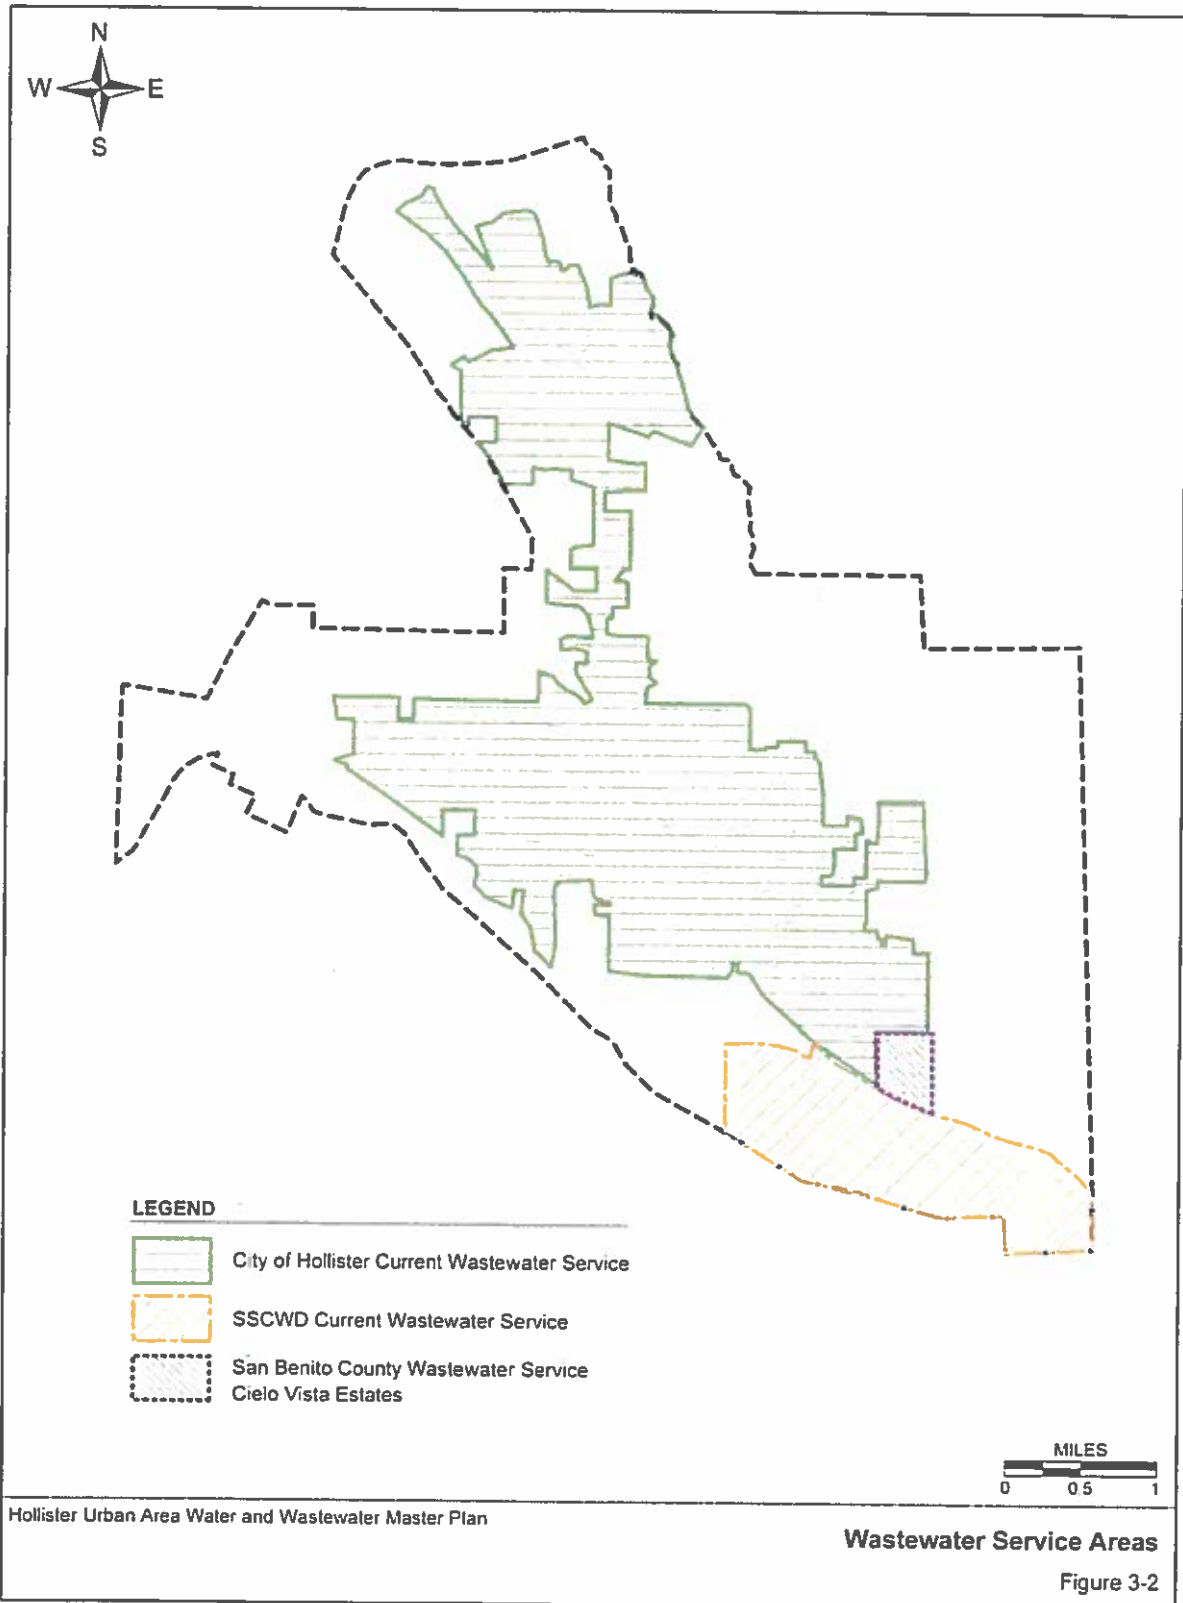 N
W E
S
LEGEND
City of Hollister Current Wastewater Service
SSCWD Current Wastewater Service
San Benito County Wastewater Service
Cielo Vista Estates
MILES
0 0.5 1
Hollister Urban Area Water and Wastewater Master Plan
Wastewater Service Areas
Figure 3-2